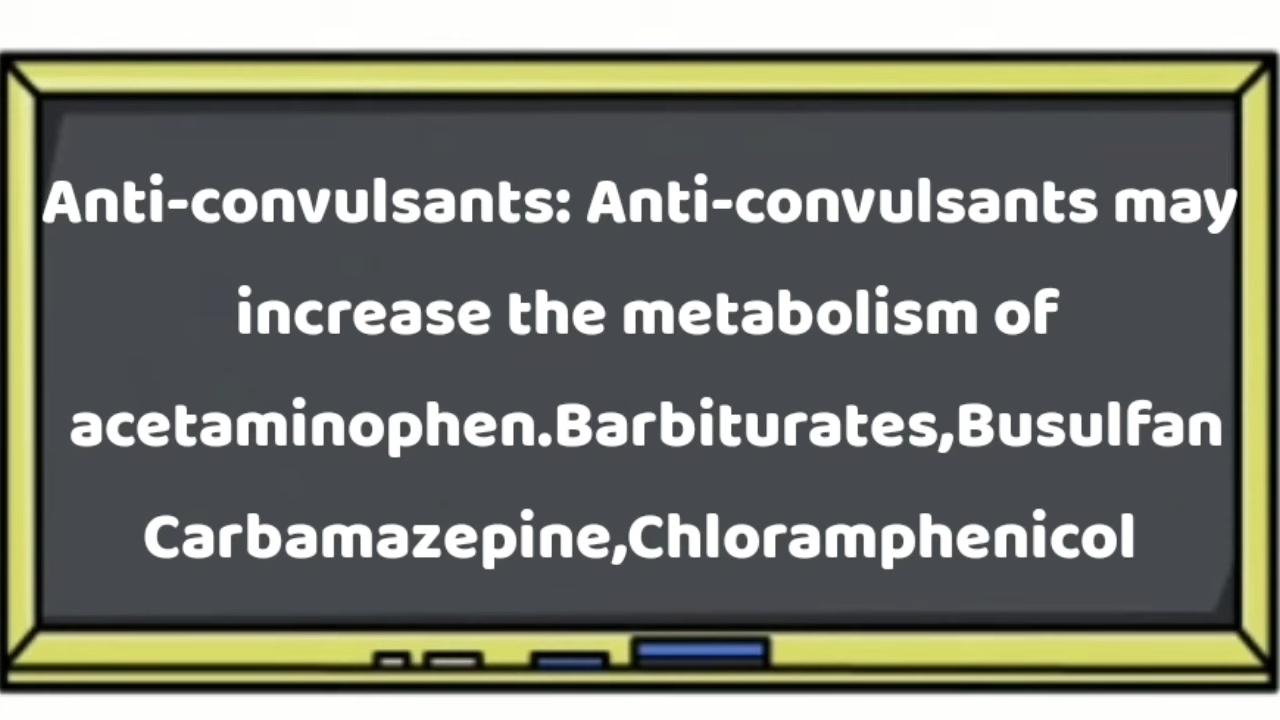 Anti-convulsants: Anti-convulsants may
increase the metabolism of
acetaminophen.Barbiturates,Busulfan
Carbamazepine,Chloramphenicol